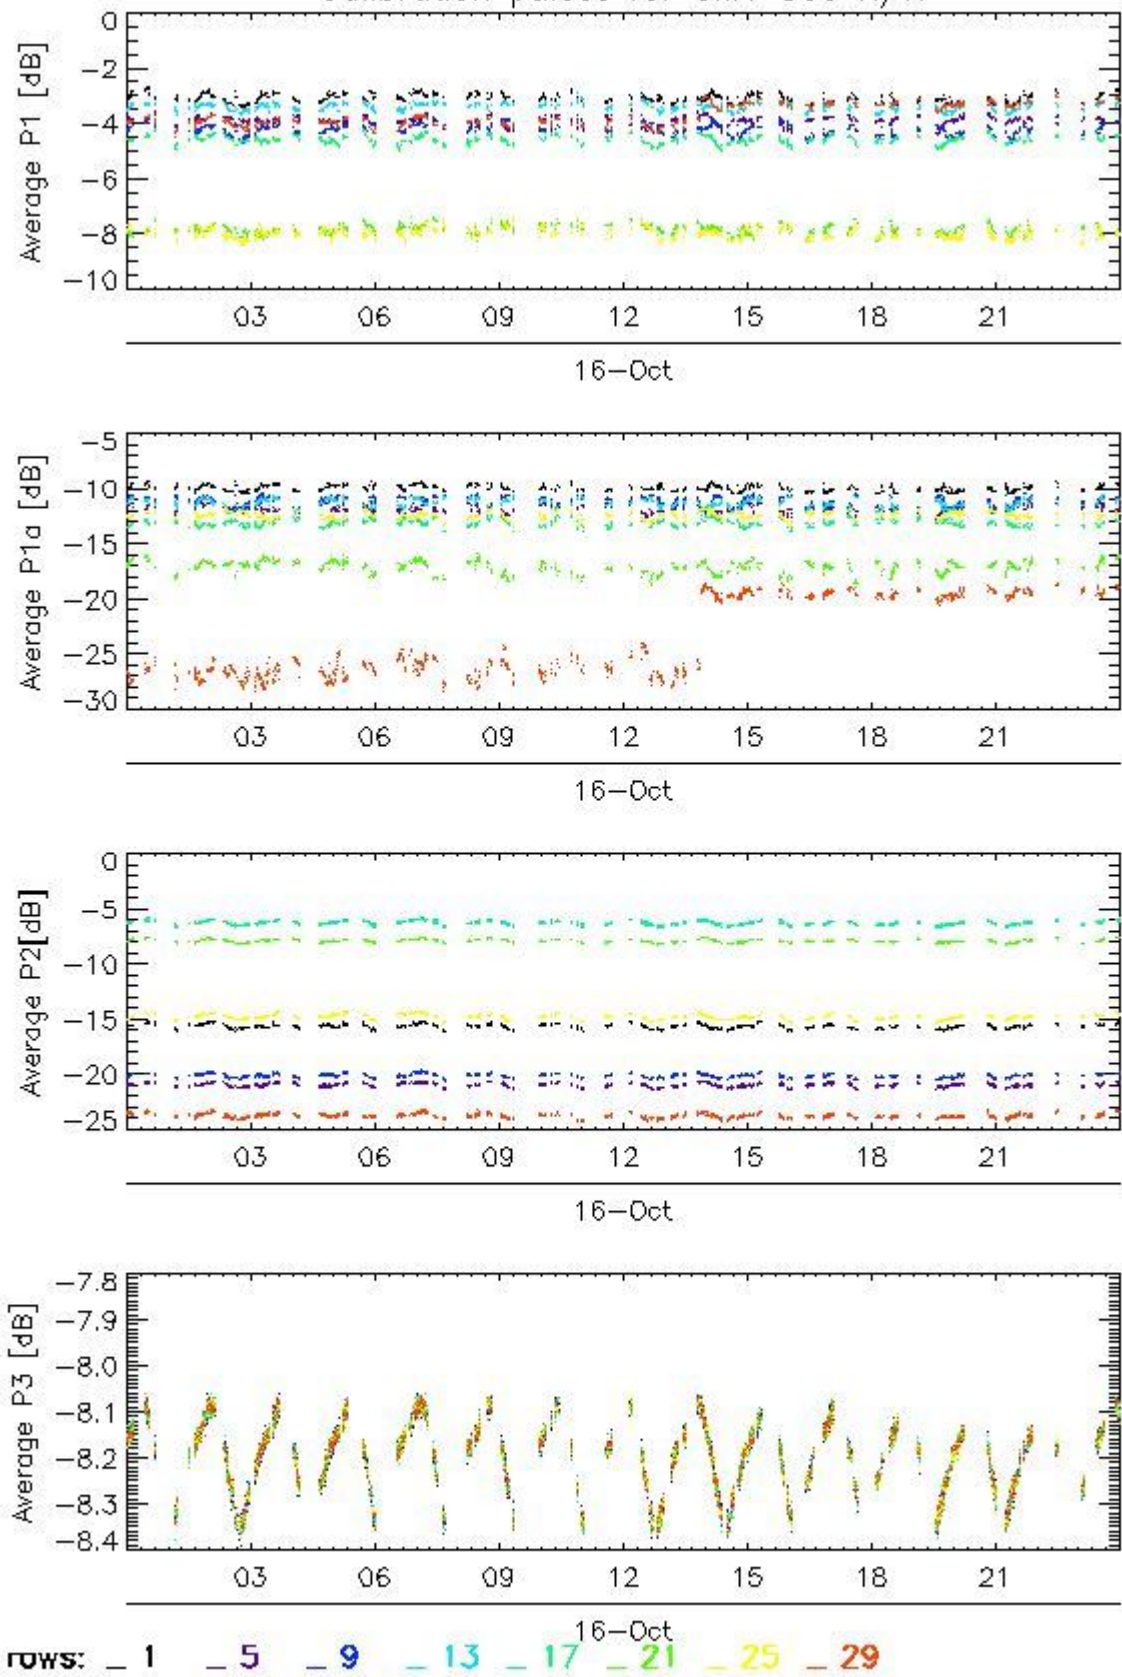 0
-2
-4
-6
-8
-10
Average P1 [dB]
03 06 09 12 15 18 21
16-Oct
-5
-10
-15
-20
-25
-30
Average P1a [dB]
03 06 09 12 15 18 21
16-Oct
0
-5
-10
-15
-20
-25
Average P2[dB]
03 06 09 12 15 18 21
16-Oct
-7.8
-7.9
-8.0
-8.1
-8.2
-8.3
-8.4
Average P3 [dB]
03 06 09 12 15 18 21
16-Oct
rows: _ 1 _ 5 _ 9 _ 13 _ 17 _ 21 _ 25 _ 29